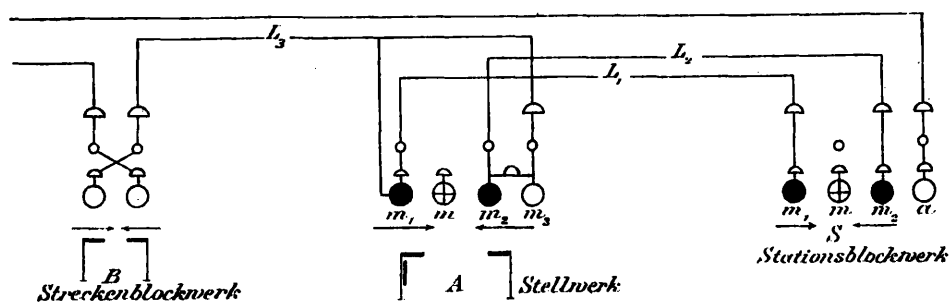 L3
L2
L1
m1 m m2 m3
m1 m m2 a
S
B
A
Streckenblockwerk
Stellwerk
Stationsblockwerk